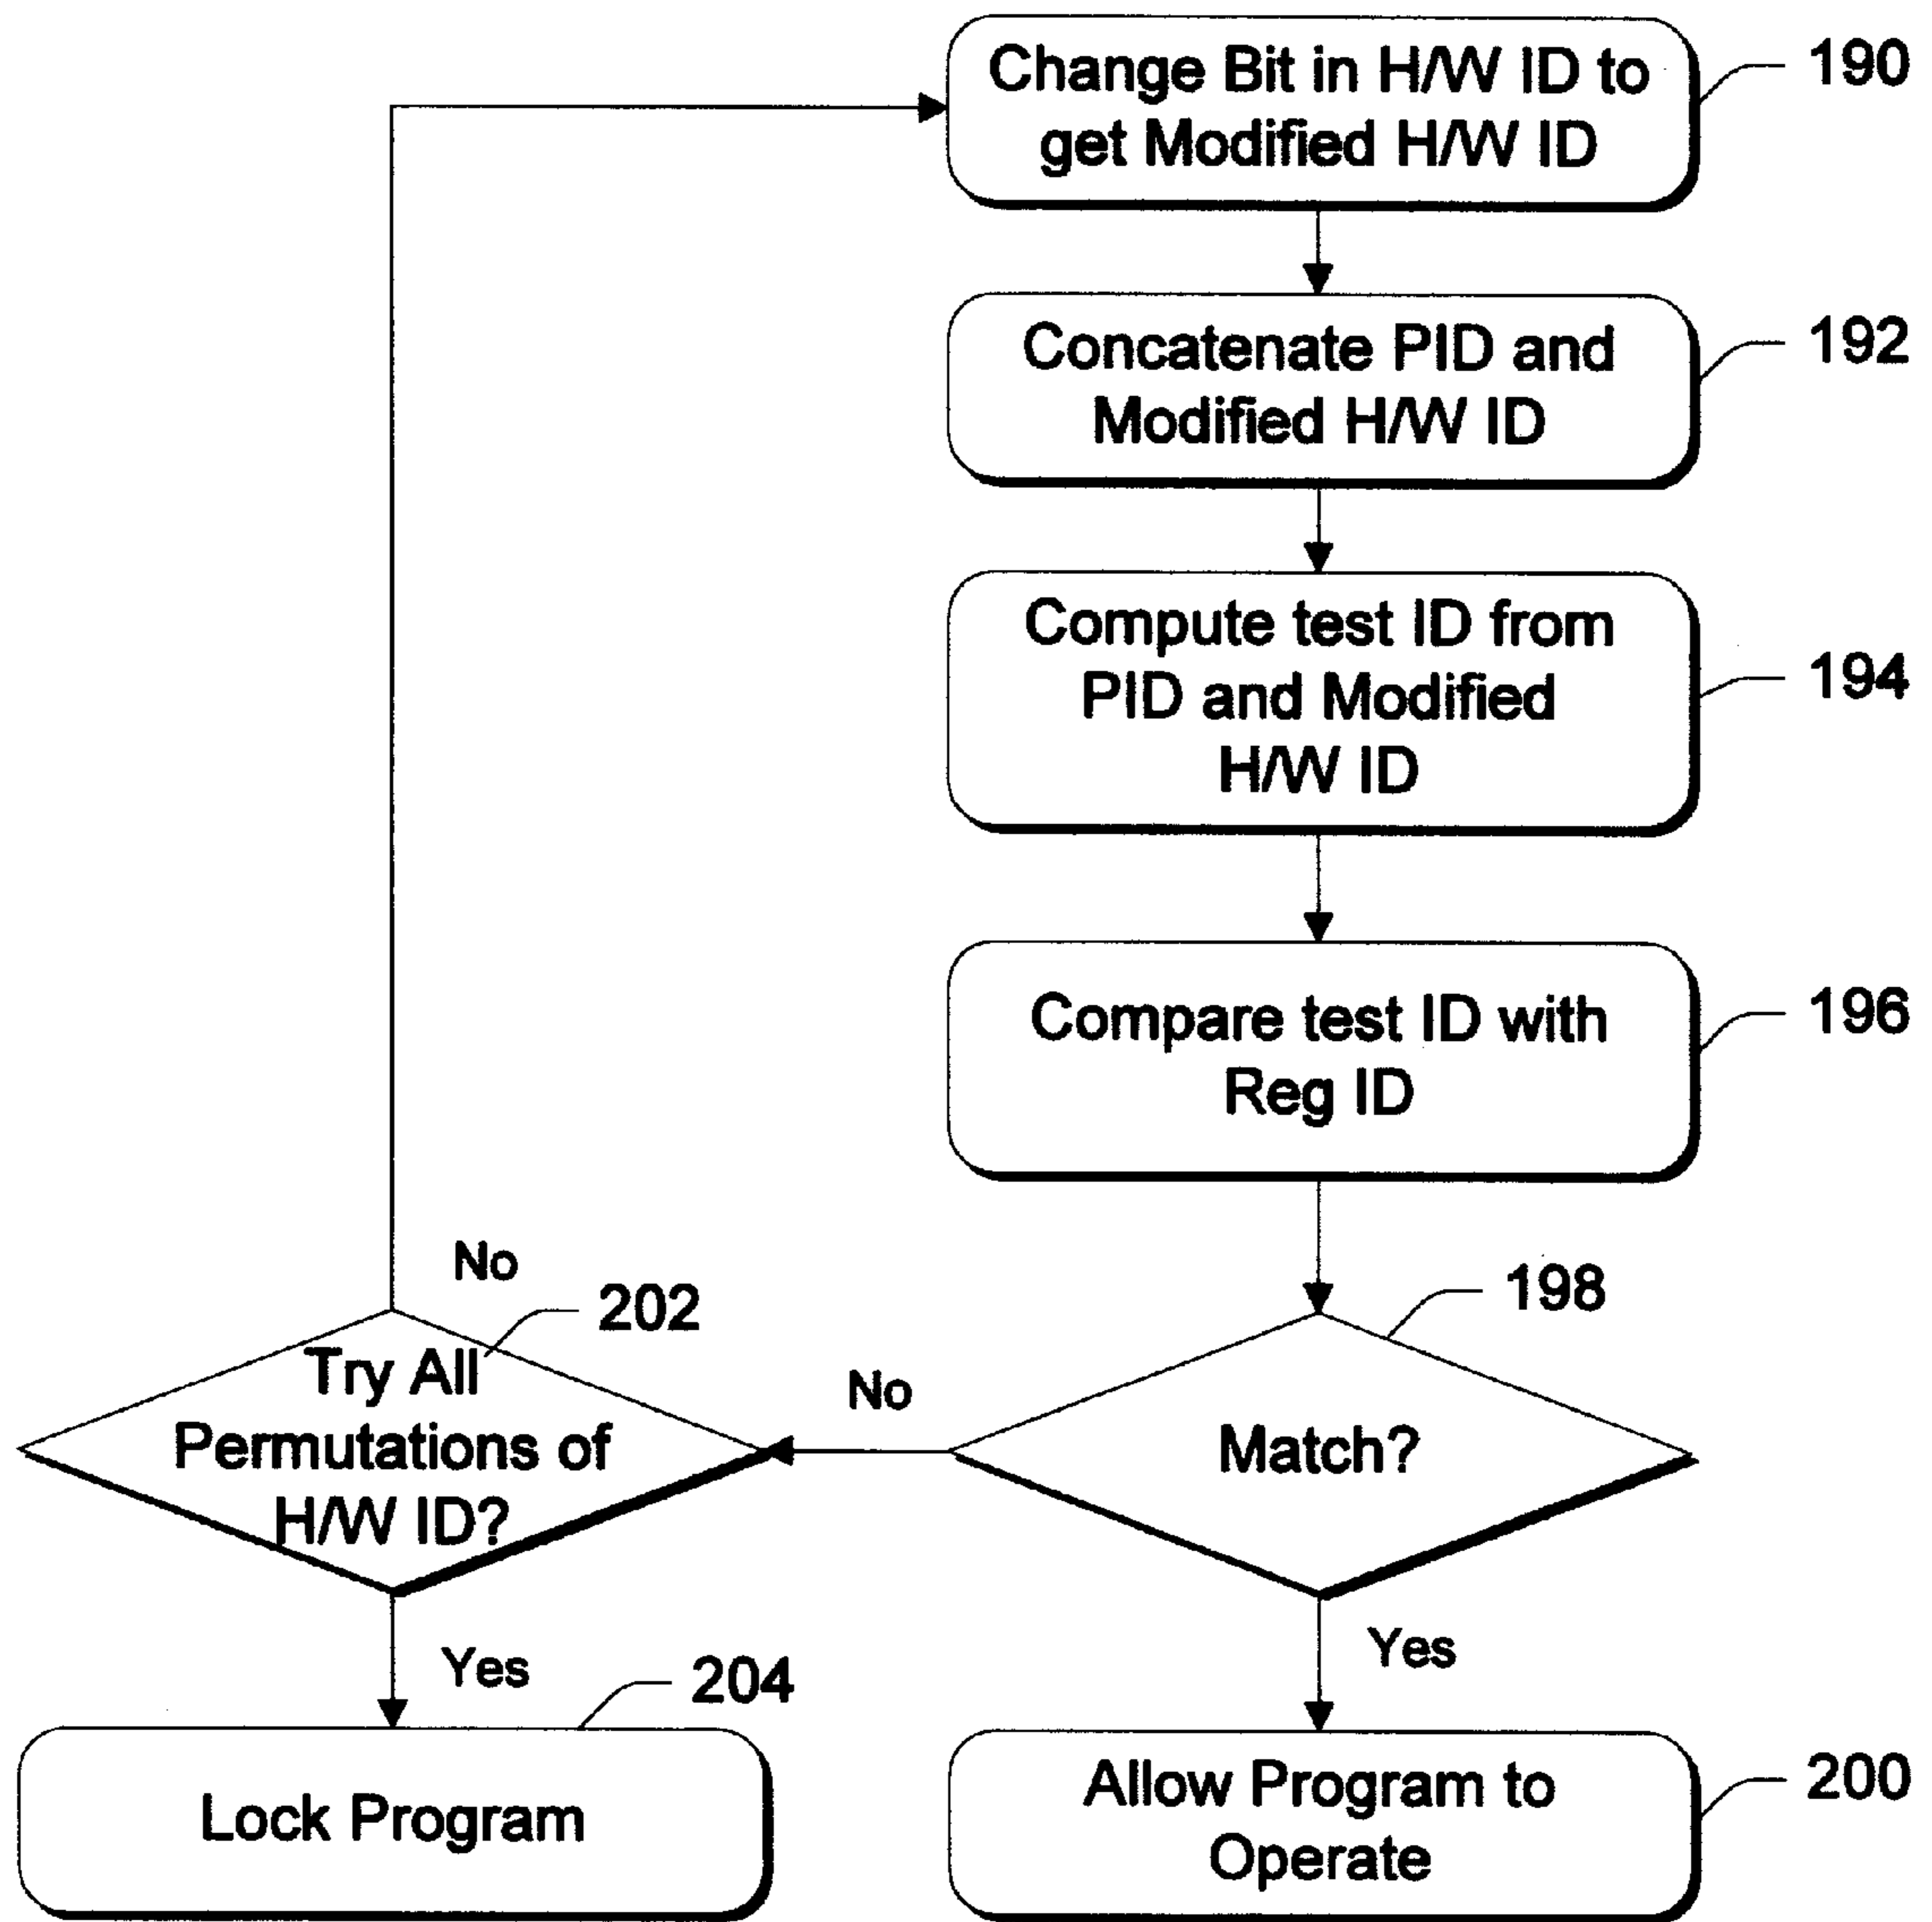 Change Bit in H/W ID to
get Modified H/W ID
190
Concatenate PID and
Modified H/W ID
192
Compute test ID from
PID and Modified
H/W ID
194
Compare test ID with
Reg ID
196
No
202
198
Try All
Permutations of
H/W ID?
No
Match?
Yes
204
Yes
Lock Program
Allow Program to
Operate
200